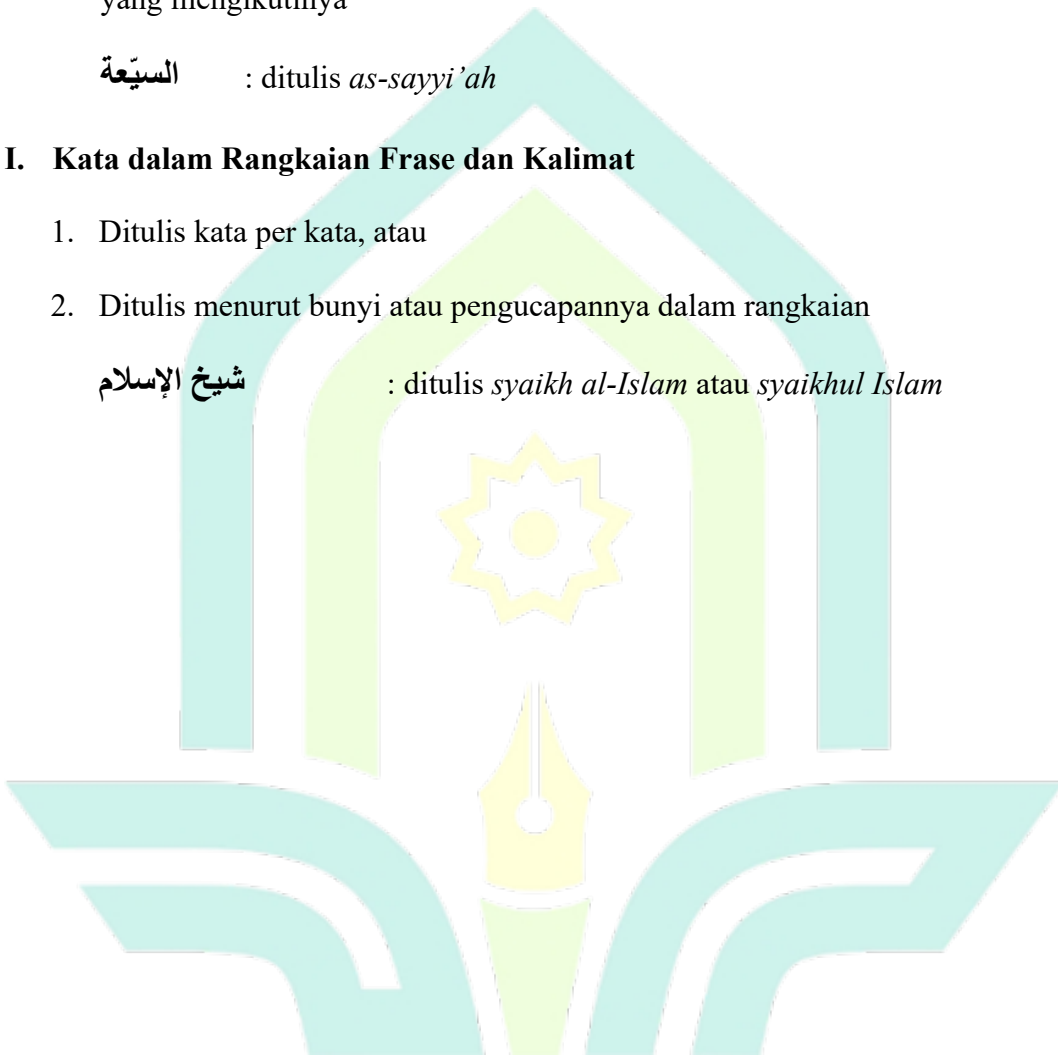 yang mengikutinya
السيّعة : ditulis as-sayyi’ah
I. Kata dalam Rangkaian Frase dan Kalimat
1. Ditulis kata per kata, atau
2. Ditulis menurut bunyi atau pengucapannya dalam rangkaian
شيخ الإسلام : ditulis syaikh al-Islam atau syaikhul Islam